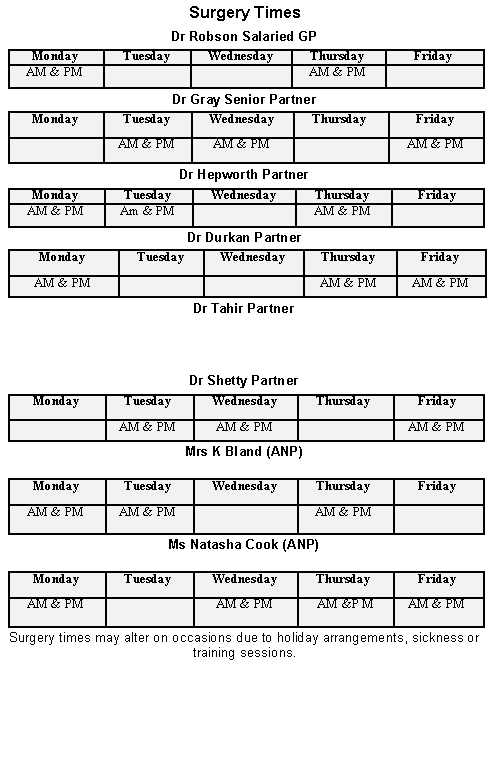 Surgery Times
Dr Robson Salaried GP
Monday Tuesday Wednesday Thursday Friday
AM & PM AM & PM
Dr Gray Senior Partner
Monday Tuesday Wednesday Thursday Friday
AM & PM AM & PM AM & PM
Dr Hepworth Partner
Monday Tuesday Wednesday Thursday Friday
AM & PM Am & PM AM & PM
Dr Durkan Partner
Monday Tuesday Wednesday Thursday Friday
AM & PM AM & PM AM & PM
Dr Tahir Partner
Dr Shetty Partner
Monday Tuesday Wednesday Thursday Friday
AM & PM AM & PM AM & PM
Mrs K Bland (ANP)
Monday Tuesday Wednesday Thursday Friday
AM & PM AM & PM AM & PM
Ms Natasha Cook (ANP)
Monday Tuesday Wednesday Thursday Friday
AM & PM AM & PM AM &P M AM & PM
Surgery times may alter on occasions due to holiday arrangements, sickness or
training sessions.